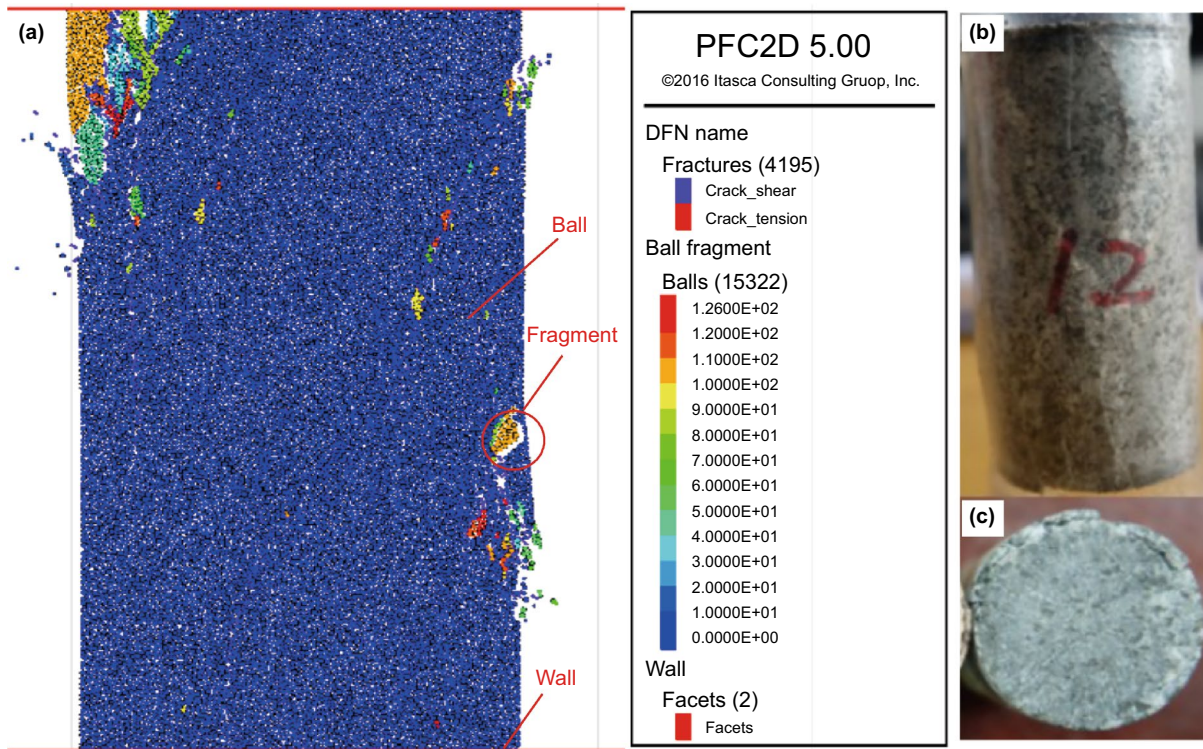 (a)
Ball
Fragment
Wall
PFC2D 5.00
©2016 Itasca Consulting Gruop, Inc.
DFN name
Fractures (4195)
Crack_shear
Crack_tension
Ball fragment
Balls (15322)
1.2600E+02
1.2000E+02
1.1000E+02
1.0000E+02
9.0000E+01
8.0000E+01
7.0000E+01
6.0000E+01
5.0000E+01
4.0000E+01
3.0000E+01
2.0000E+01
1.0000E+01
0.0000E+00
Wall
Facets (2)
Facets
(b)
12
(c)